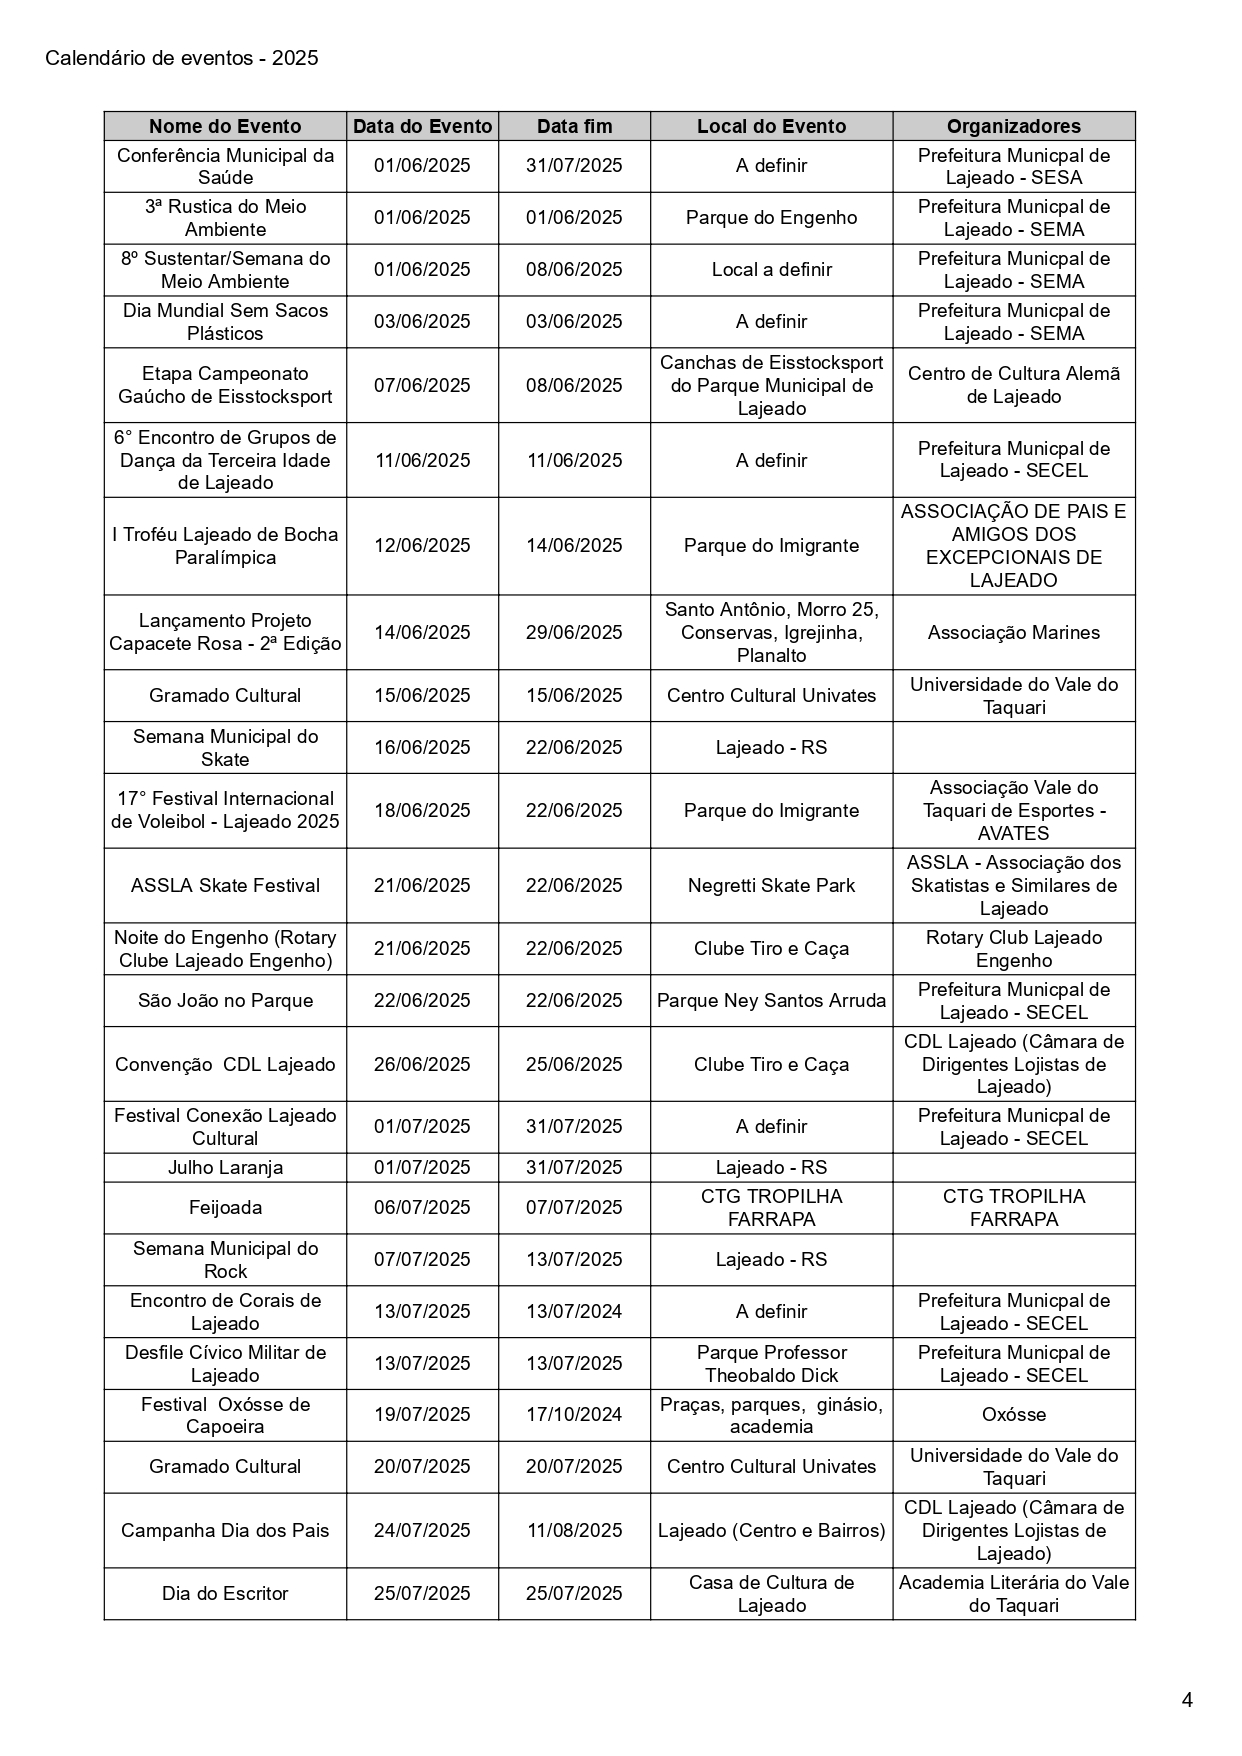 Calendário de eventos - 2025
Nome do Evento Data do Evento Data fim Local do Evento Organizadores
Conferência Municipal da
Saúde
01/06/2025 31/07/2025 A definir
Prefeitura Municpal de
Lajeado - SESA
3ª Rustica do Meio
Ambiente
01/06/2025 01/06/2025 Parque do Engenho
Prefeitura Municpal de
Lajeado - SEMA
8º Sustentar/Semana do
Meio Ambiente
01/06/2025 08/06/2025 Local a definir
Prefeitura Municpal de
Lajeado - SEMA
Dia Mundial Sem Sacos
Plásticos
03/06/2025 03/06/2025 A definir
Prefeitura Municpal de
Lajeado - SEMA
Etapa Campeonato
Gaúcho de Eisstocksport
07/06/2025 08/06/2025
Canchas de Eisstocksport
do Parque Municipal de
Lajeado
Centro de Cultura Alemã
de Lajeado
6° Encontro de Grupos de
Dança da Terceira Idade
de Lajeado
11/06/2025 11/06/2025 A definir
Prefeitura Municpal de
Lajeado - SECEL
I Troféu Lajeado de Bocha
Paralímpica
12/06/2025 14/06/2025 Parque do Imigrante
ASSOCIAÇÃO DE PAIS E
AMIGOS DOS
EXCEPCIONAIS DE
LAJEADO
Lançamento Projeto
Capacete Rosa - 2ª Edição
14/06/2025 29/06/2025
Santo Antônio, Morro 25,
Conservas, Igrejinha,
Planalto
Associação Marines
Gramado Cultural 15/06/2025 15/06/2025 Centro Cultural Univates
Universidade do Vale do
Taquari
Semana Municipal do
Skate
16/06/2025 22/06/2025 Lajeado - RS
17° Festival Internacional
de Voleibol - Lajeado 2025
18/06/2025 22/06/2025 Parque do Imigrante
Associação Vale do
Taquari de Esportes -
AVATES
ASSLA Skate Festival 21/06/2025 22/06/2025 Negretti Skate Park
ASSLA - Associação dos
Skatistas e Similares de
Lajeado
Noite do Engenho (Rotary
Clube Lajeado Engenho)
21/06/2025 22/06/2025 Clube Tiro e Caça
Rotary Club Lajeado
Engenho
São João no Parque 22/06/2025 22/06/2025 Parque Ney Santos Arruda
Prefeitura Municpal de
Lajeado - SECEL
Convenção  CDL Lajeado 26/06/2025 25/06/2025 Clube Tiro e Caça
CDL Lajeado (Câmara de
Dirigentes Lojistas de
Lajeado)
Festival Conexão Lajeado
Cultural
01/07/2025 31/07/2025 A definir
Prefeitura Municpal de
Lajeado - SECEL
Julho Laranja 01/07/2025 31/07/2025 Lajeado - RS
Feijoada 06/07/2025 07/07/2025
CTG TROPILHA
FARRAPA
CTG TROPILHA
FARRAPA
Semana Municipal do
Rock
07/07/2025 13/07/2025 Lajeado - RS
Encontro de Corais de
Lajeado
13/07/2025 13/07/2024 A definir
Prefeitura Municpal de
Lajeado - SECEL
Desfile Cívico Militar de
Lajeado
13/07/2025 13/07/2025
Parque Professor
Theobaldo Dick
Prefeitura Municpal de
Lajeado - SECEL
Festival  Oxósse de
Capoeira
19/07/2025 17/10/2024
Praças, parques,  ginásio,
academia
Oxósse
Gramado Cultural 20/07/2025 20/07/2025 Centro Cultural Univates
Universidade do Vale do
Taquari
Campanha Dia dos Pais 24/07/2025 11/08/2025 Lajeado (Centro e Bairros)
CDL Lajeado (Câmara de
Dirigentes Lojistas de
Lajeado)
Dia do Escritor 25/07/2025 25/07/2025
Casa de Cultura de
Lajeado
Academia Literária do Vale
do Taquari
4